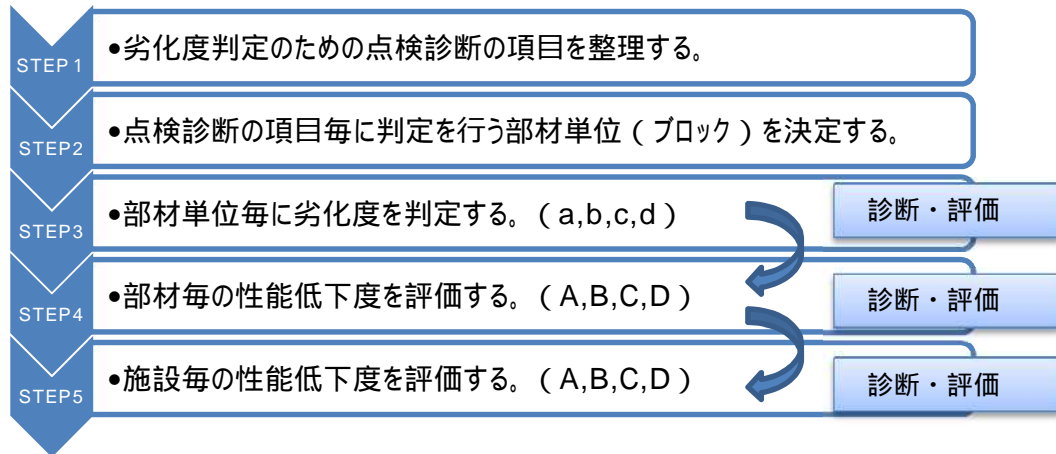 STEP 1
•劣化度判定のための点検診断の項目を整理する。
STEP2
•点検診断の項目毎に判定を行う部材単位（ブロック）を決定する。
STEP3
•部材単位毎に劣化度を判定する。（a,b,c,d）
診断・評価
STEP4
•部材毎の性能低下度を評価する。（A,B,C,D）
診断・評価
STEP5
•施設毎の性能低下度を評価する。（A,B,C,D）
診断・評価